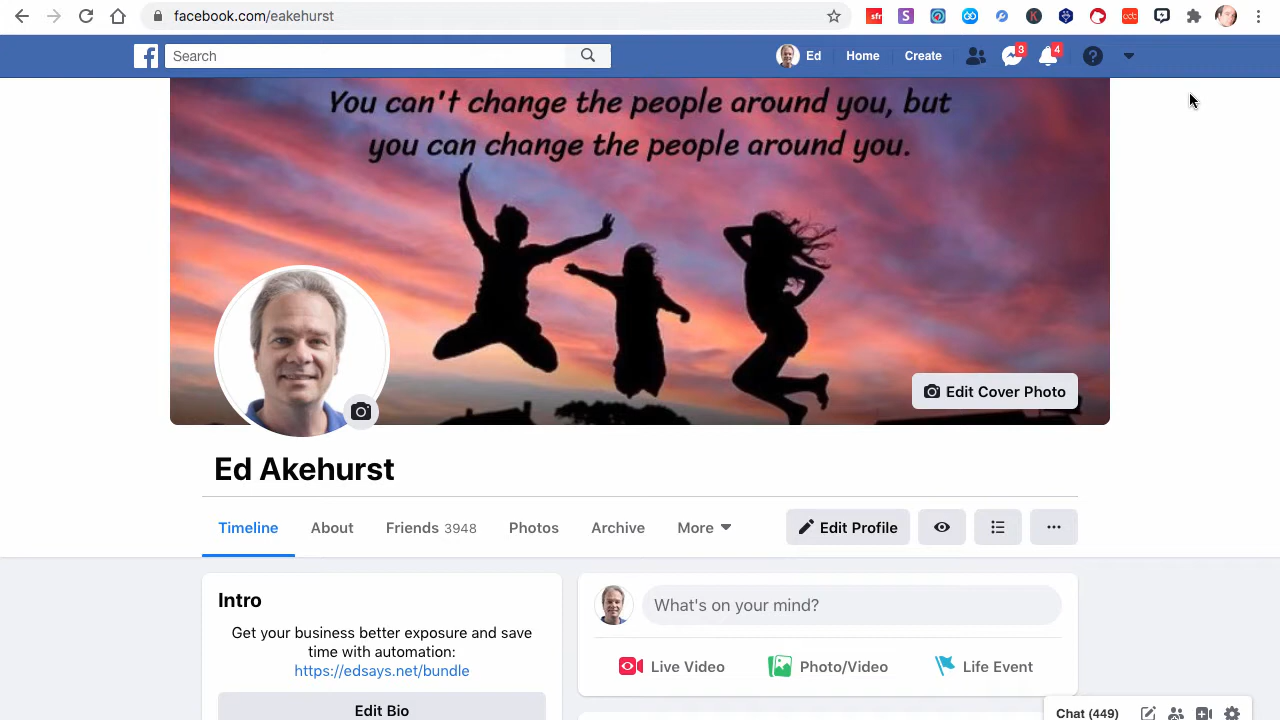 facebook.com/eakehurst
Search
Ed
Home
Create
3
4
You can't change the people around you, but
you can change the people around you.
Edit Cover Photo
Ed Akehurst
Timeline
About
Friends 3948
Photos
Archive
More
Edit Profile
Intro
Get your business better exposure and save
time with automation:
https://edsays.net/bundle
Edit Bio
What's on your mind?
Live Video
Photo/Video
Life Event
Chat (449)